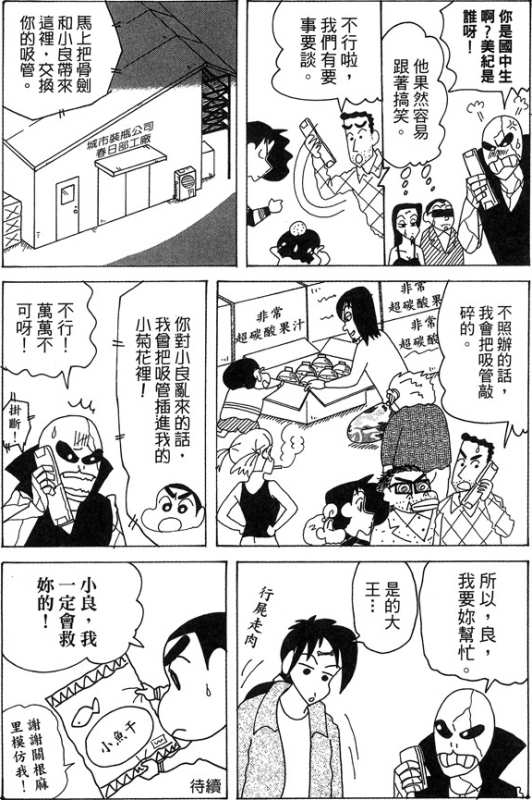 你是國中生
啊?美紀是
誰呀!
他果然容易
跟著搞笑。
不行啦,
我們有要
事要談。
馬上把骨劍
和小良帶來
這裡,交換
你的吸管。
城市裝瓶公司
春日部工廠
不照辦的話,
我會把吸管敲
碎的。
非常
超碳酸果汁
非常
超碳酸果汁
非常
超碳酸
你對小良亂來的話,
我會把吸管插進我的
小菊花裡!
不行!
萬萬不
可呀!
掛斷!
所以,良,
我要妳幫忙。
是的大
王…
行屍走肉
小良,我
一定會救
妳的!
小魚干
謝謝關根麻
里模仿我!
待續